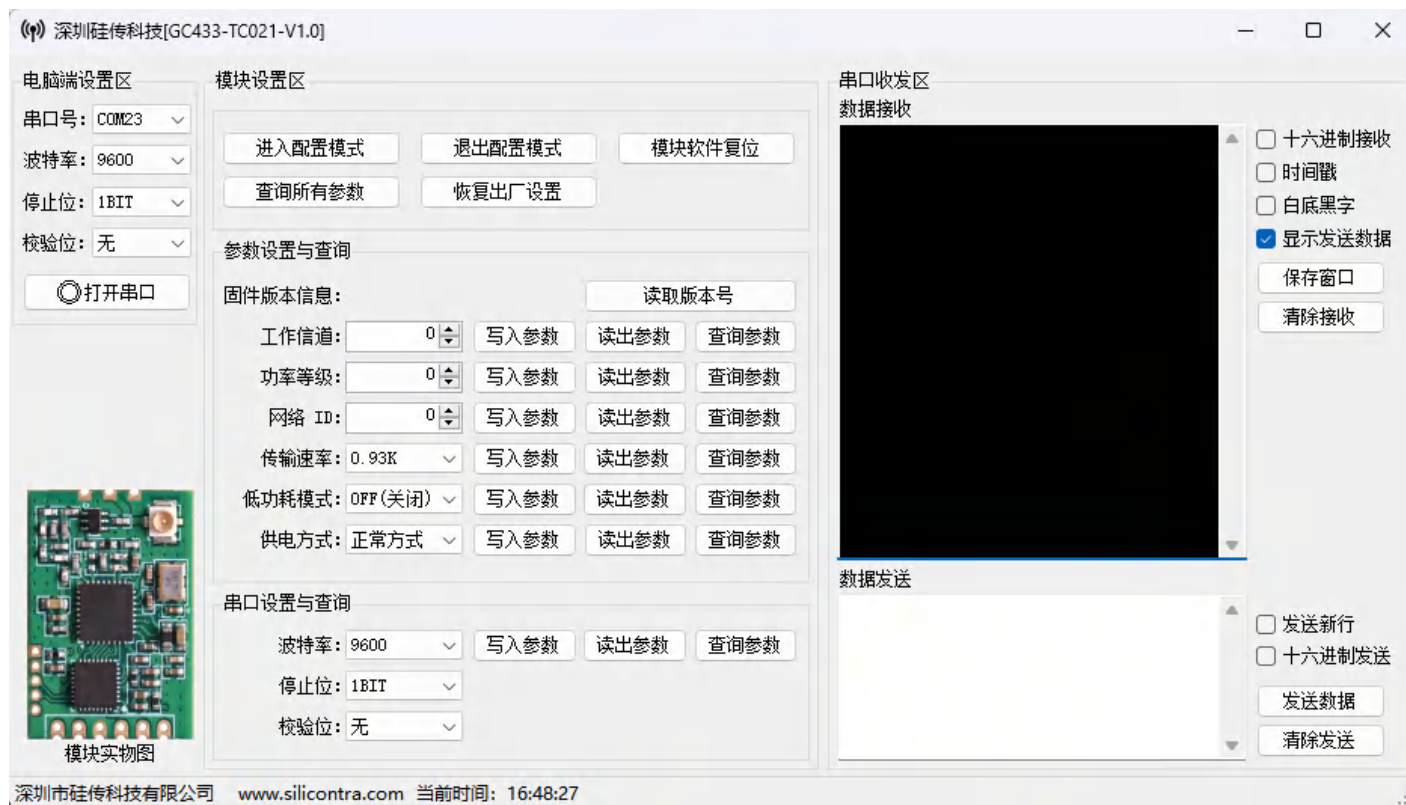 深圳硅传科技[GC433-TC021-V1.0]
电脑端设置区
串口号: COM23
波特率: 9600
停止位: 1BIT
校验位: 无
打开串口
模块实物图
模块设置区
进入配置模式 退出配置模式 模块软件复位
查询所有参数 恢复出厂设置
参数设置与查询
固件版本信息: 读取版本号
工作信道: 0 写入参数 读出参数 查询参数
功率等级: 0 写入参数 读出参数 查询参数
网络 ID: 0 写入参数 读出参数 查询参数
传输速率: 0.93K 写入参数 读出参数 查询参数
低功耗模式: OFF(关闭) 写入参数 读出参数 查询参数
供电方式: 正常方式 写入参数 读出参数 查询参数
串口设置与查询
波特率: 9600 写入参数 读出参数 查询参数
停止位: 1BIT
校验位: 无
串口收发区
数据接收
十六进制接收
时间戳
白底黑字
显示发送数据
保存窗口
清除接收
数据发送
发送新行
十六进制发送
发送数据
清除发送
深圳市硅传科技有限公司 www.silicontra.com 当前时间: 16:48:27